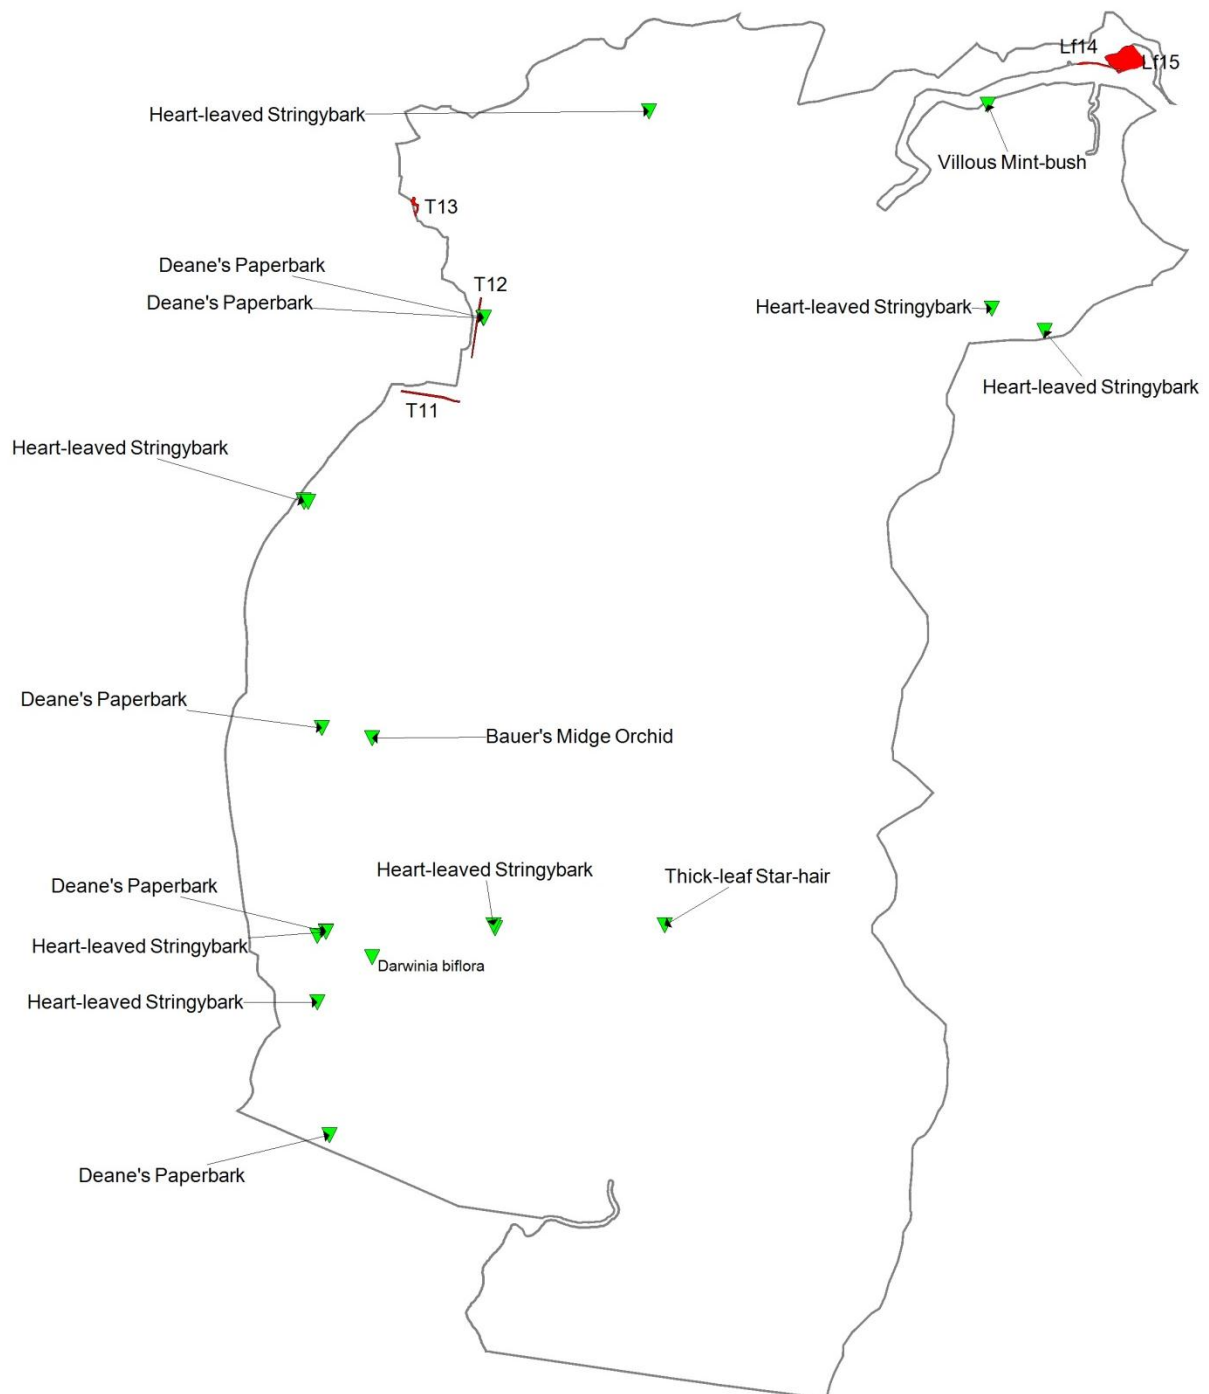 Lf14
Lf15
Heart-leaved Stringybark
Villous Mint-bush
T13
Deane's Paperbark
T12
Deane's Paperbark
Heart-leaved Stringybark
Heart-leaved Stringybark
T11
Heart-leaved Stringybark
Deane's Paperbark
Bauer's Midge Orchid
Heart-leaved Stringybark
Thick-leaf Star-hair
Deane's Paperbark
Heart-leaved Stringybark
Darwinia biflora
Heart-leaved Stringybark
Deane's Paperbark